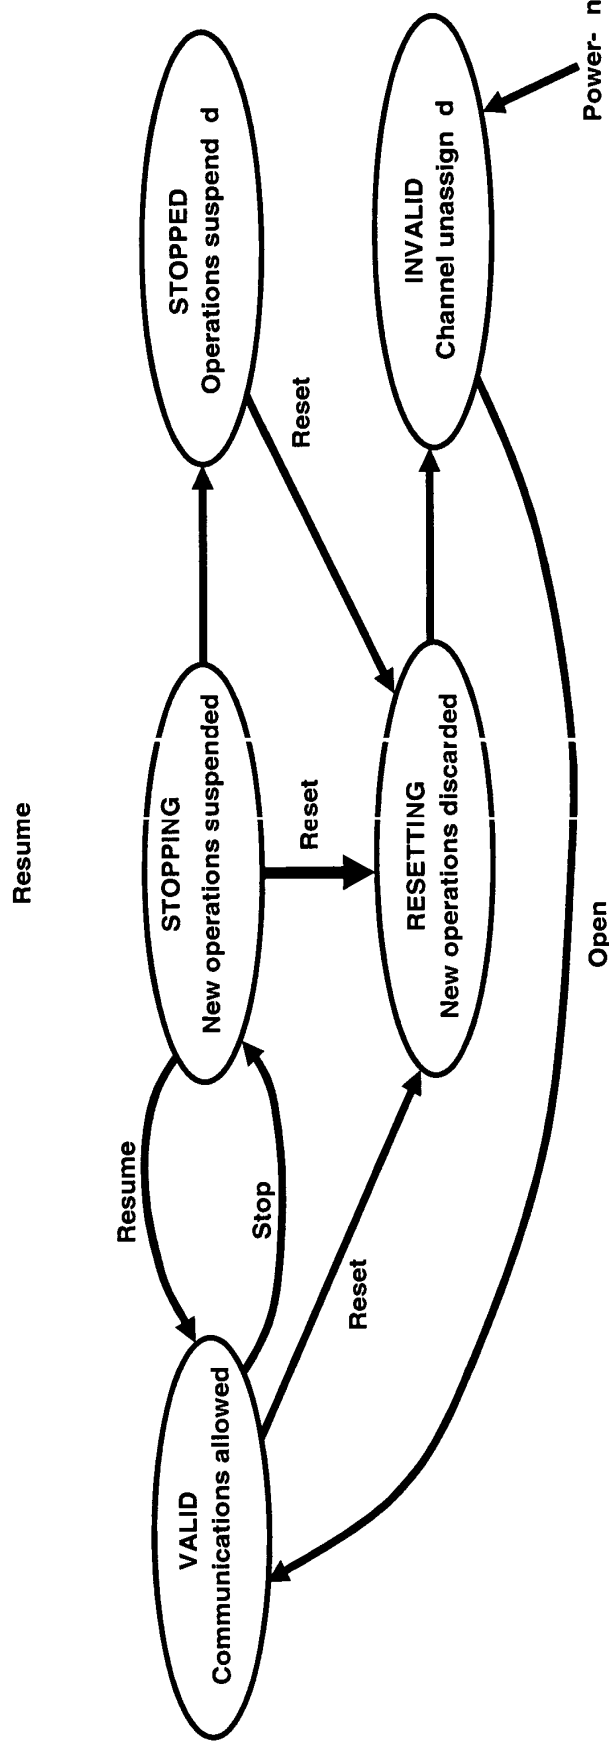 Resume
Resume
VALID
Communications allowed
Stop
STOPPING
New operations suspended
STOPPED
Operations suspend d
Reset
Reset
Reset
RESETTING
New operations discarded
INVALID
Channel unassign d
Open
Power- n